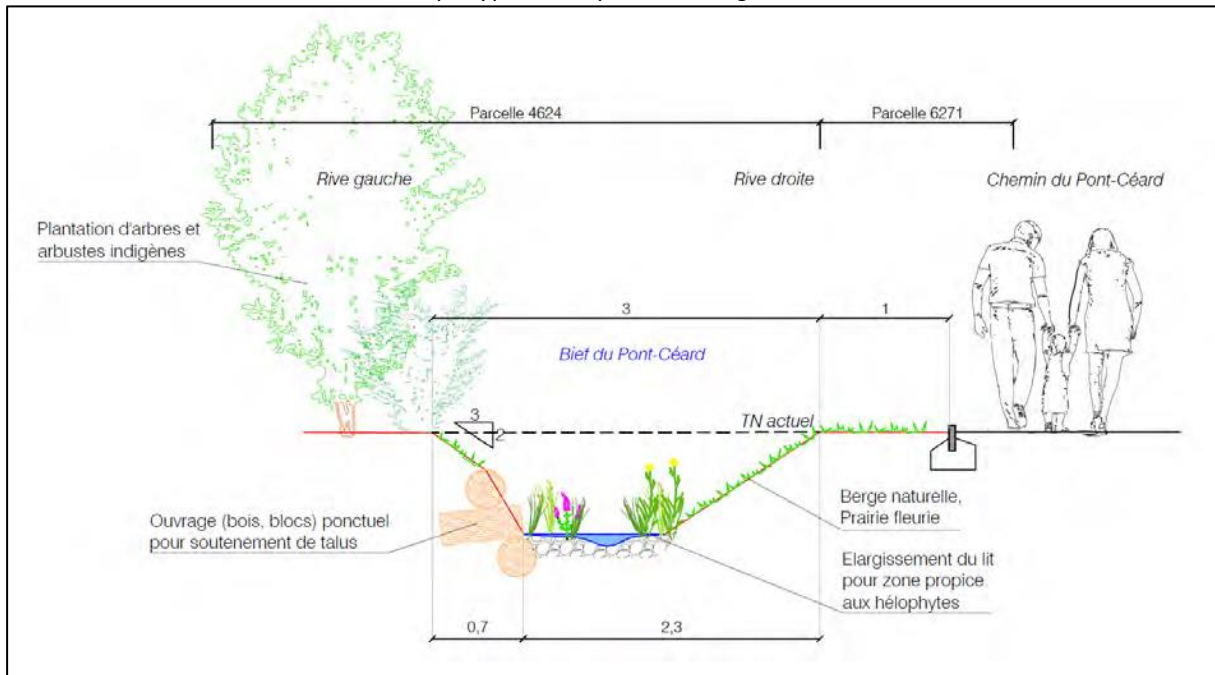 Parcelle 4624
Parcelle 6271
Rive gauche
Rive droite
Chemin du Pont-Céard
Plantation d'arbres et
arbustes indigènes
3
1
Bief du Pont-Céard
3
2
TN actuel
Ouvrage (bois, blocs) ponctuel
pour soutenement de talus
Berge naturelle,
Prairie fleurie
Elargissement du lit
pour zone propice
aux hélophytes
0,7
2,3